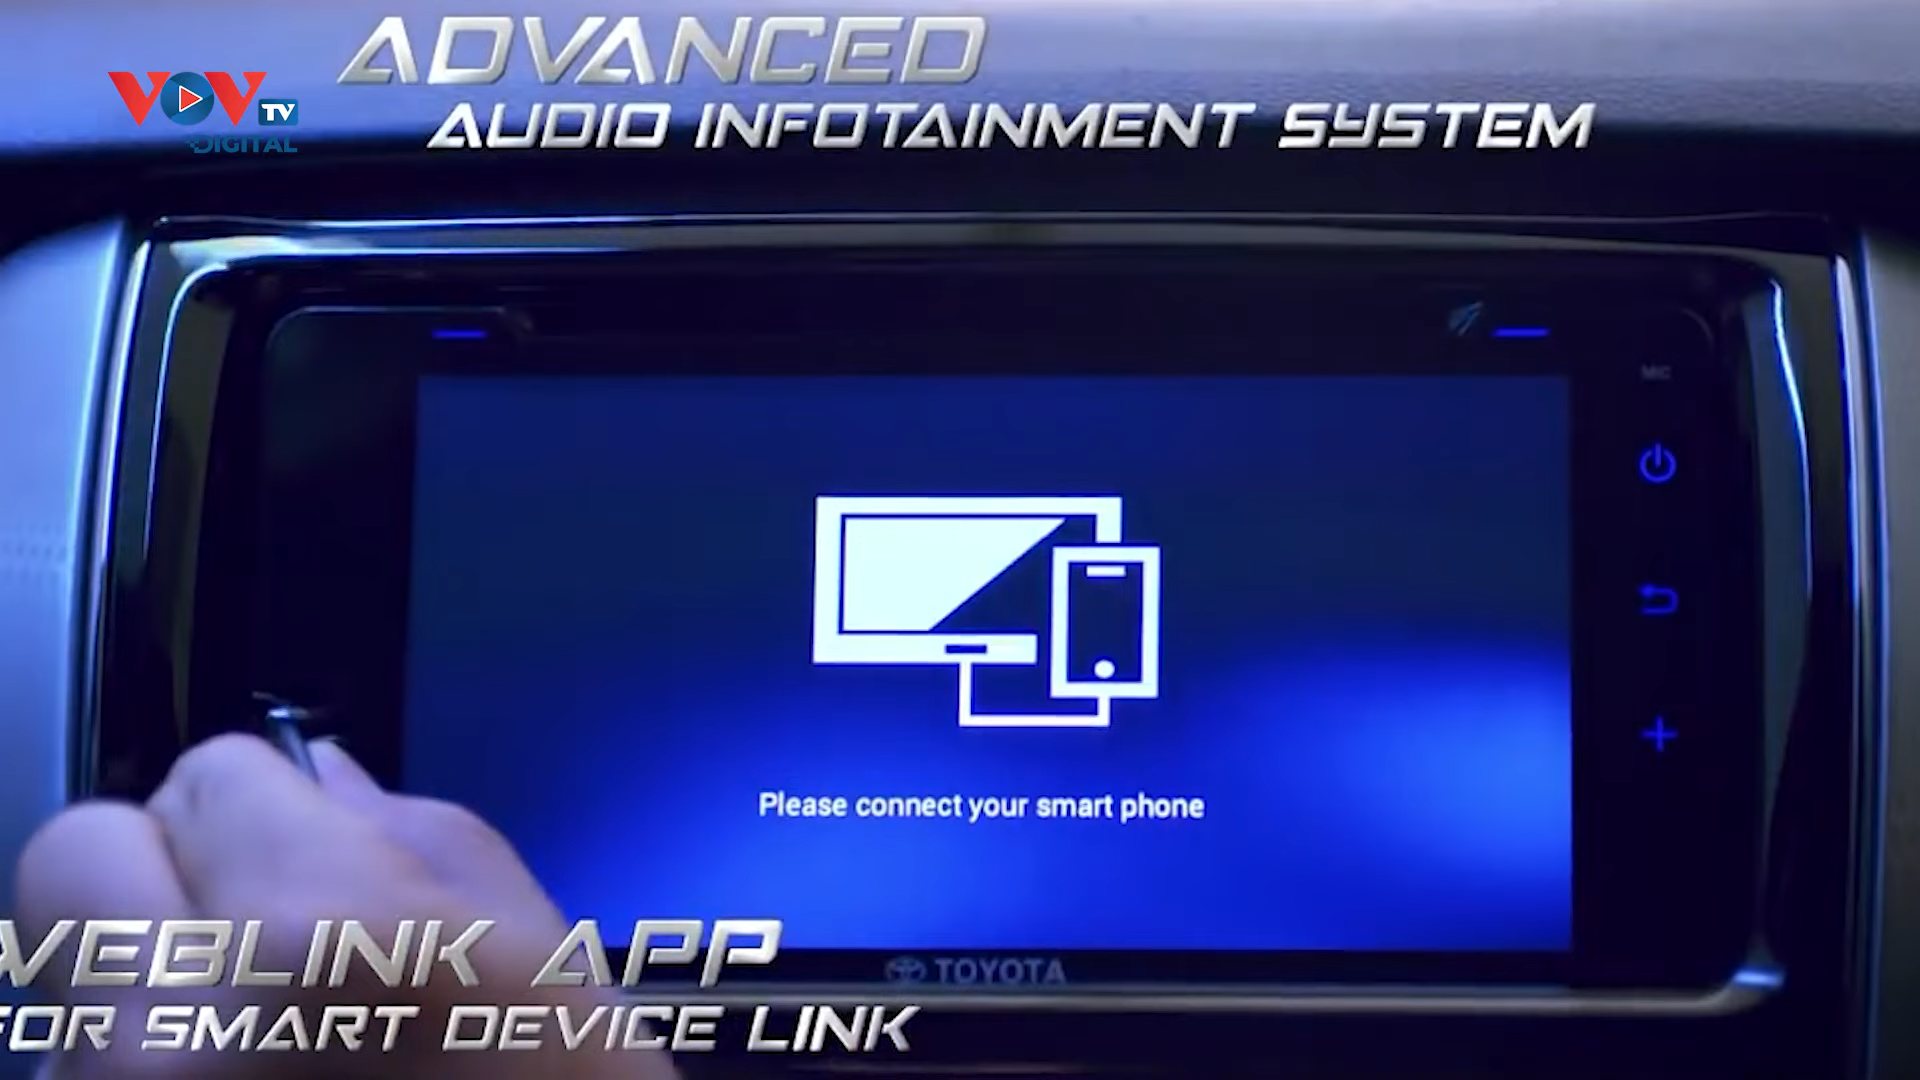 ADVANCED
AUDIO INFOTAINMENT SYSTEM
VOV TV
DIGITAL
MIC
Please connect your smart phone
WEBLINK APP
FOR SMART DEVICE LINK
TOYOTA